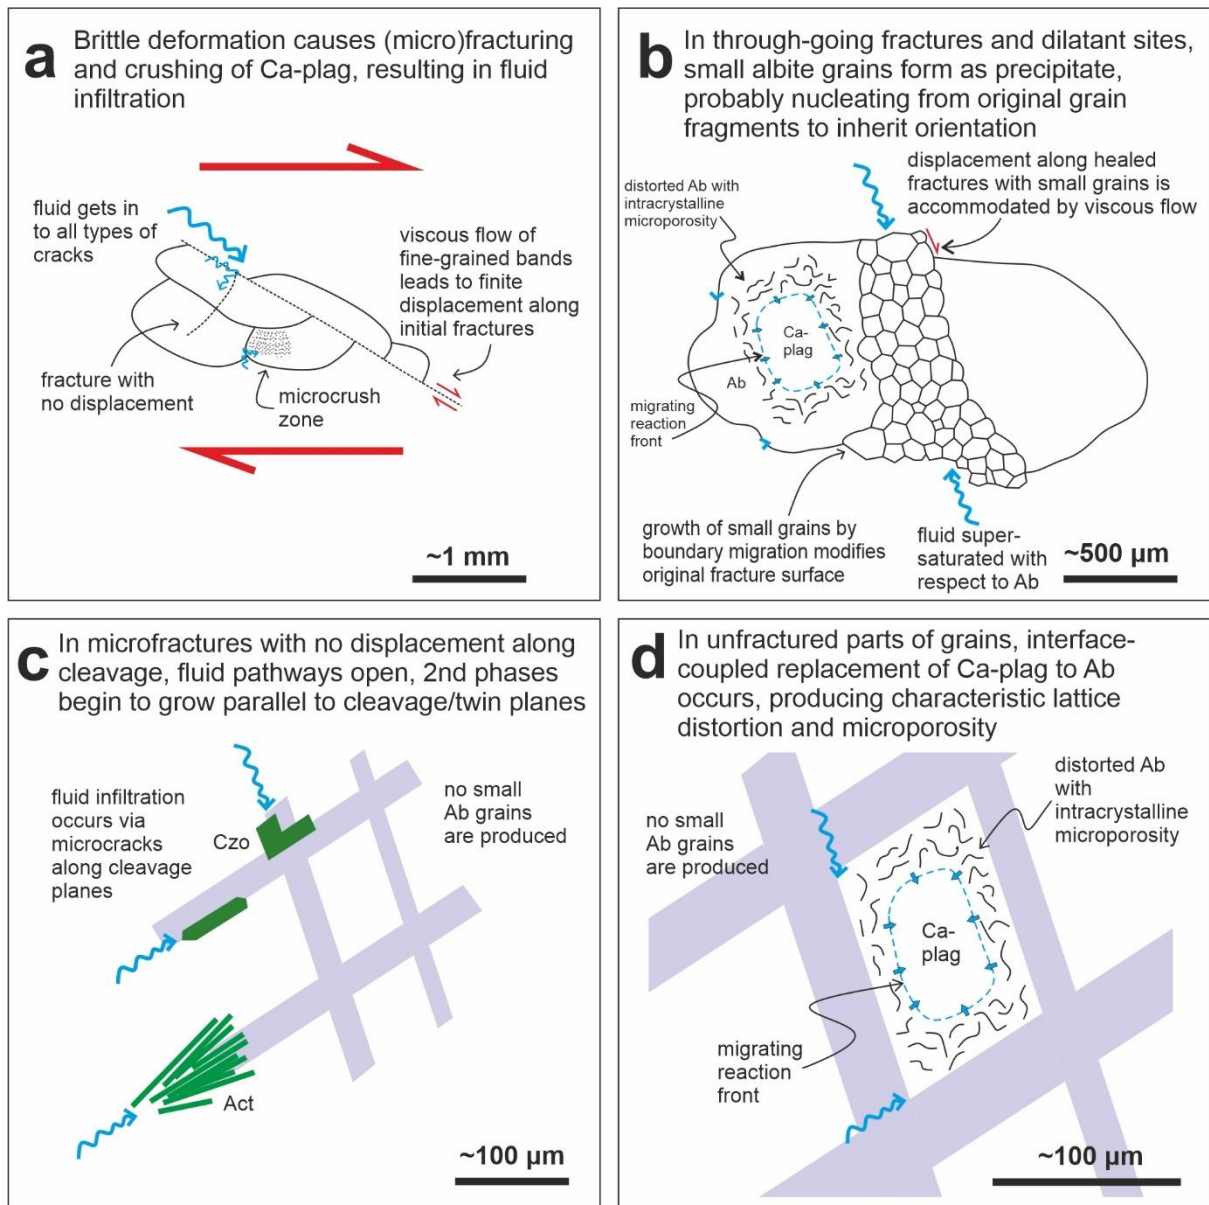 a
Brittle deformation causes (micro)fracturing
and crushing of Ca-plag, resulting in fluid
infiltration
fluid gets in
to all types of
cracks
viscous flow of
fine-grained bands
leads to finite
displacement along
initial fractures
fracture with
no displacement
microcrush
zone
~1 mm
b
In through-going fractures and dilatant sites,
small albite grains form as precipitate,
probably nucleating from original grain
fragments to inherit orientation
distorted Ab with
intracrystalline
microporosity
displacement along healed
fractures with small grains is
accommodated by viscous flow
Ca-
plag
Ab
migrating
reaction
front
growth of small grains by
boundary migration modifies
original fracture surface
fluid super-
saturated with
respect to Ab
~500 µm
c
In microfractures with no displacement along
cleavage, fluid pathways open, 2nd phases
begin to grow parallel to cleavage/twin planes
fluid infiltration
occurs via
microcracks
along cleavage
planes
Czo
no small
Ab grains
are produced
Act
~100 µm
d
In unfractured parts of grains, interface-
coupled replacement of Ca-plag to Ab
occurs, producing characteristic lattice
distortion and microporosity
no small
Ab grains
are produced
distorted Ab
with
intracrystalline
microporosity
Ca-
plag
migrating
reaction
front
~100 µm